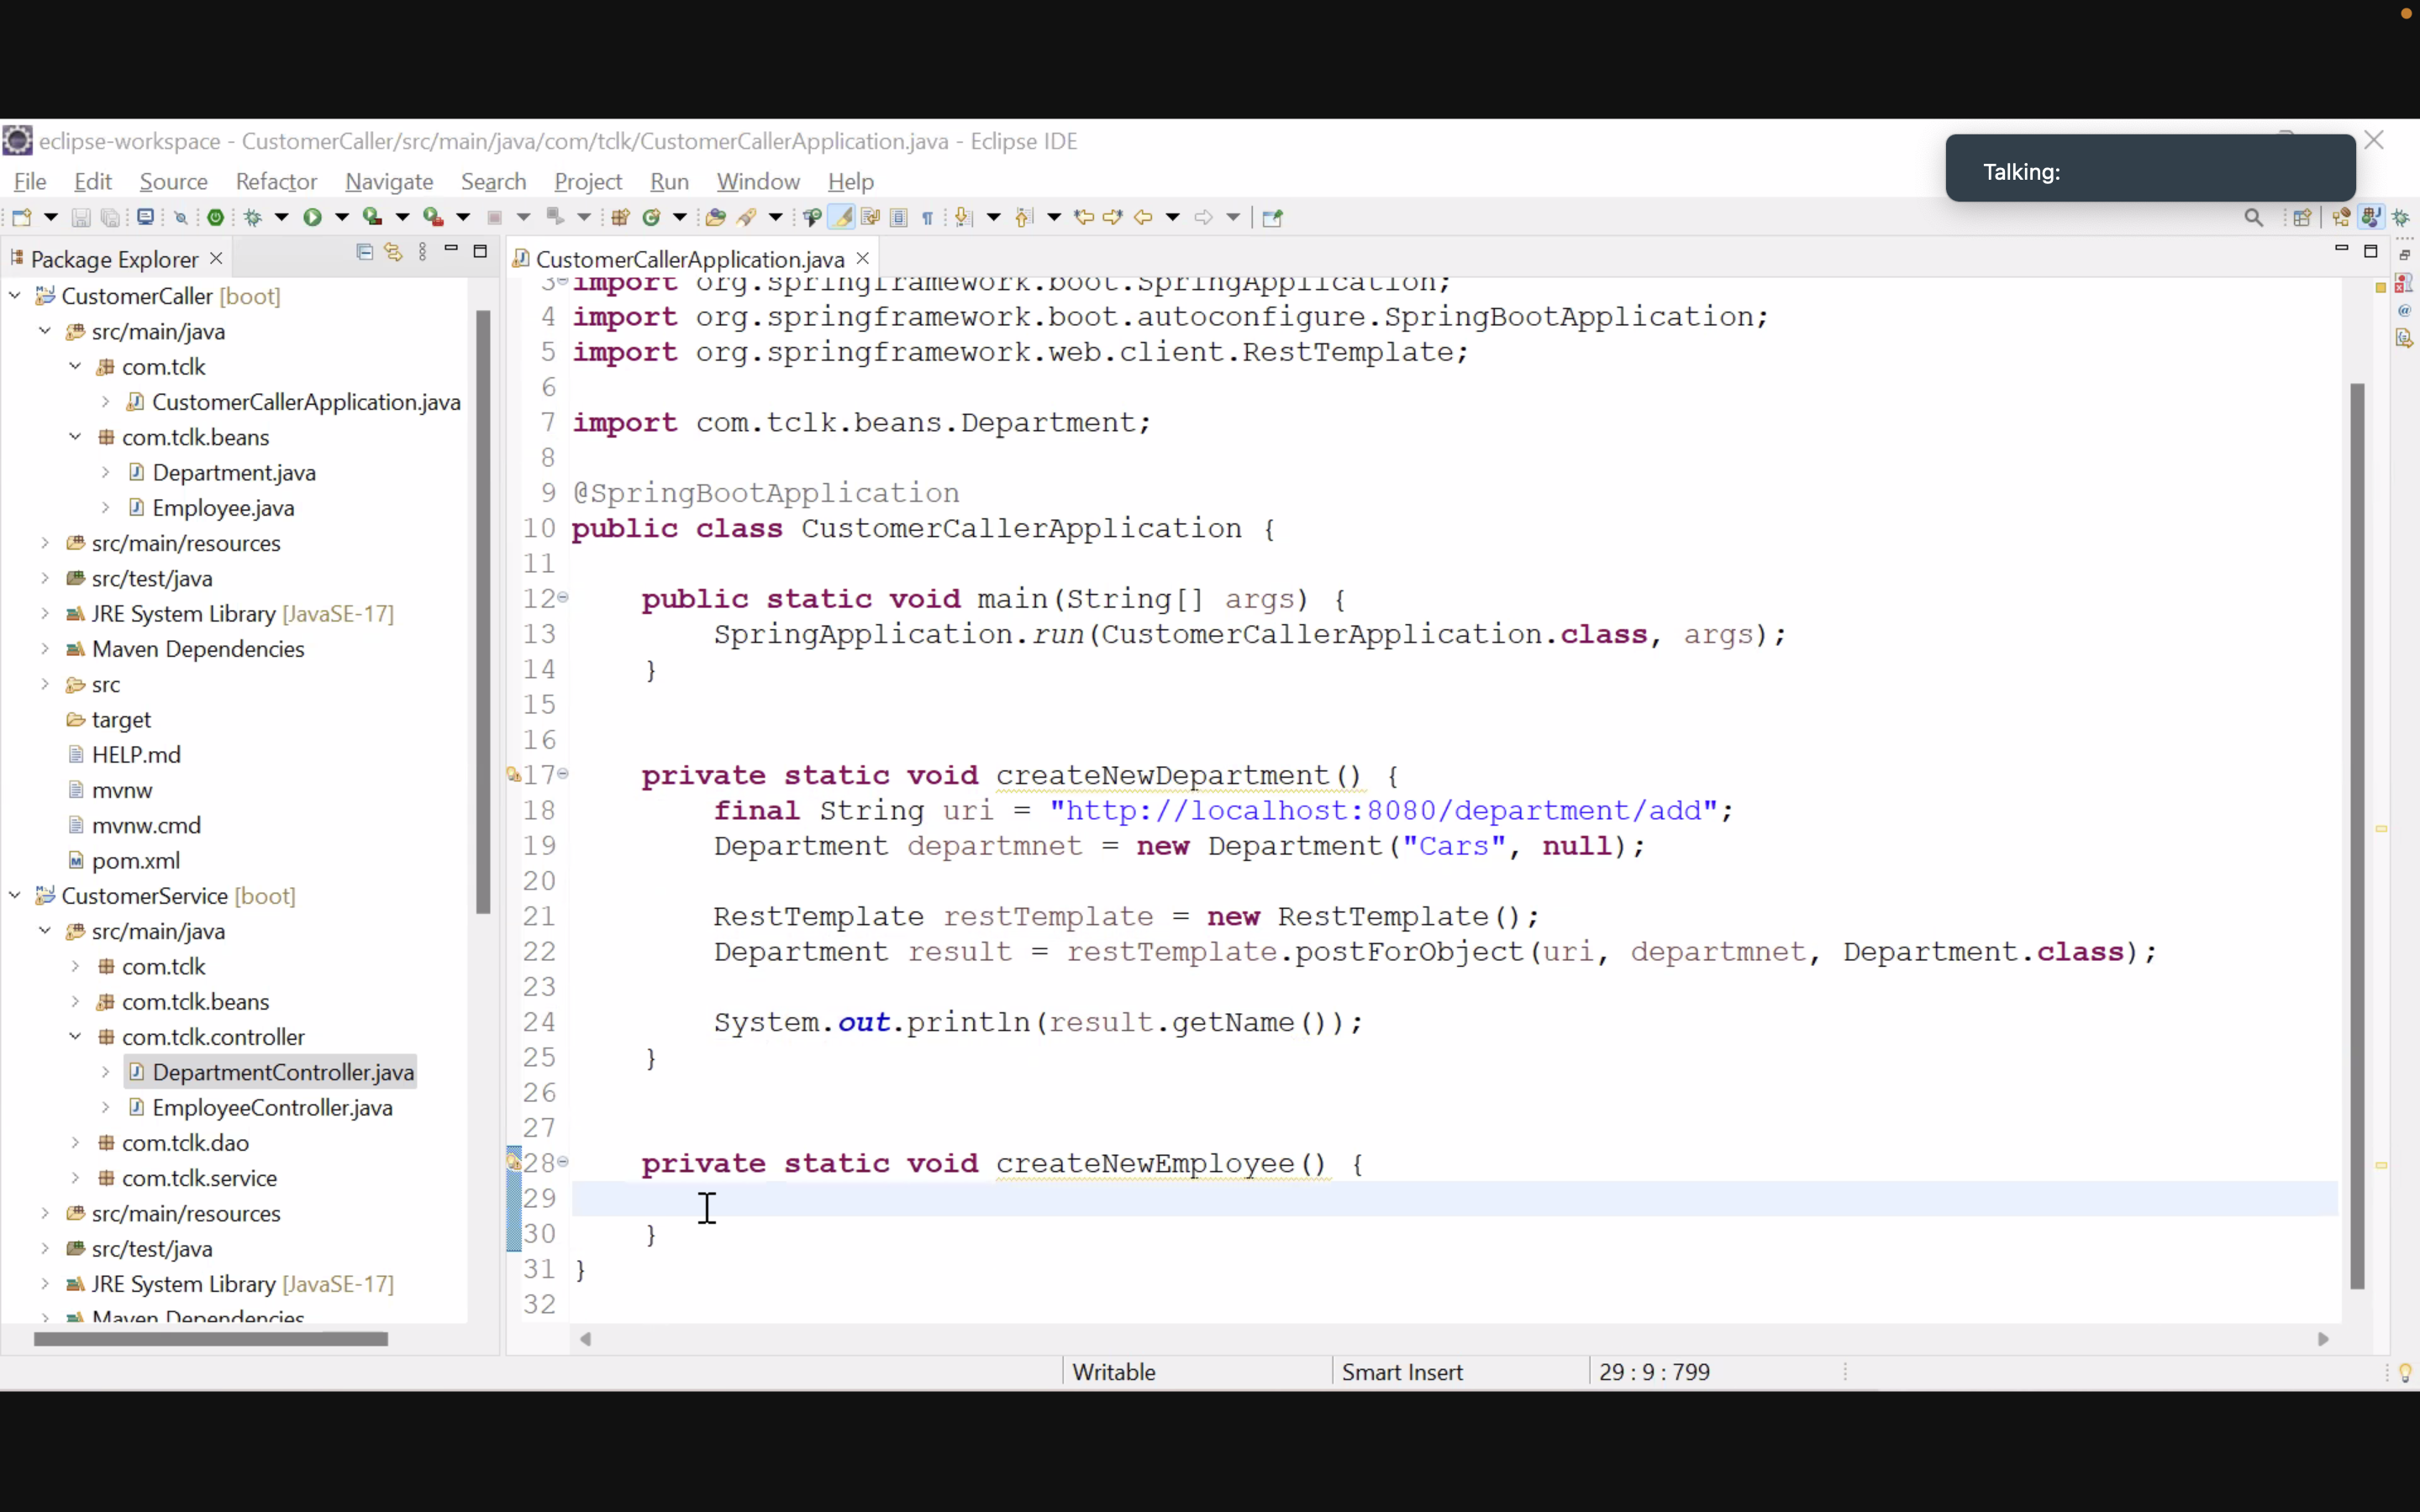 eclipse-workspace - CustomerCaller/src/main/java/com/tclk/CustomerCallerApplication.java - Eclipse IDE
Talking:
File Edit Source Refactor Navigate Search Project Run Window Help
Package Explorer
CustomerCaller [boot]
src/main/java
com.tclk
CustomerCallerApplication.java
com.tclk.beans
Department.java
Employee.java
src/main/resources
src/test/java
JRE System Library [JavaSE-17]
Maven Dependencies
src
target
HELP.md
mvnw
mvnw.cmd
pom.xml
CustomerService [boot]
src/main/java
com.tclk
com.tclk.beans
com.tclk.controller
DepartmentController.java
EmployeeController.java
com.tclk.dao
com.tclk.service
src/main/resources
src/test/java
JRE System Library [JavaSE-17]
Maven Dependencies
CustomerCallerApplication.java
3 import org.springframework.boot.SpringApplication;
4 import org.springframework.boot.autoconfigure.SpringBootApplication;
5 import org.springframework.web.client.RestTemplate;
6
7 import com.tclk.beans.Department;
8
9 @SpringBootApplication
10 public class CustomerCallerApplication {
11
12 public static void main(String[] args) {
13 SpringApplication.run(CustomerCallerApplication.class, args);
14 }
15
16
17 private static void createNewDepartment() {
18 final String uri = "http://localhost:8080/department/add";
19 Department departmnet = new Department("Cars", null);
20
21 RestTemplate restTemplate = new RestTemplate();
22 Department result = restTemplate.postForObject(uri, departmnet, Department.class);
23
24 System.out.println(result.getName());
25 }
26
27
28 private static void createNewEmployee() {
29
30 }
31 }
32
Writable Smart Insert 29 : 9 : 799